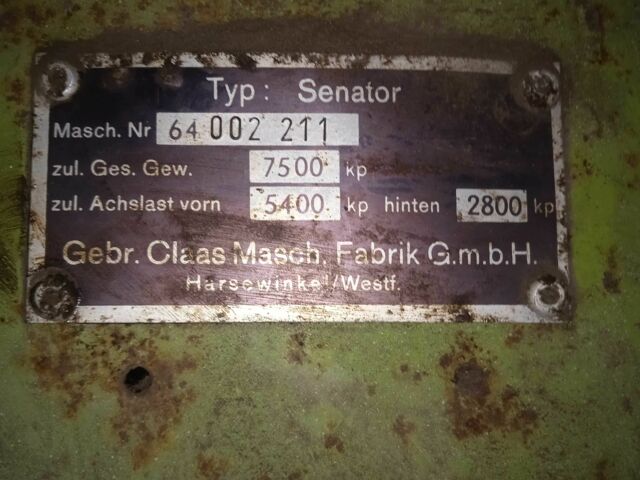 Typ: Senator
Masch. Nr 64 002 211
zul. Ges. Gew. 7500 kp
zul. Achslast vorn 5400 kp hinten 2800 kp
Gebr. Claas Masch. Fabrik G.m.b.H.
Harsewinkel/Westf.